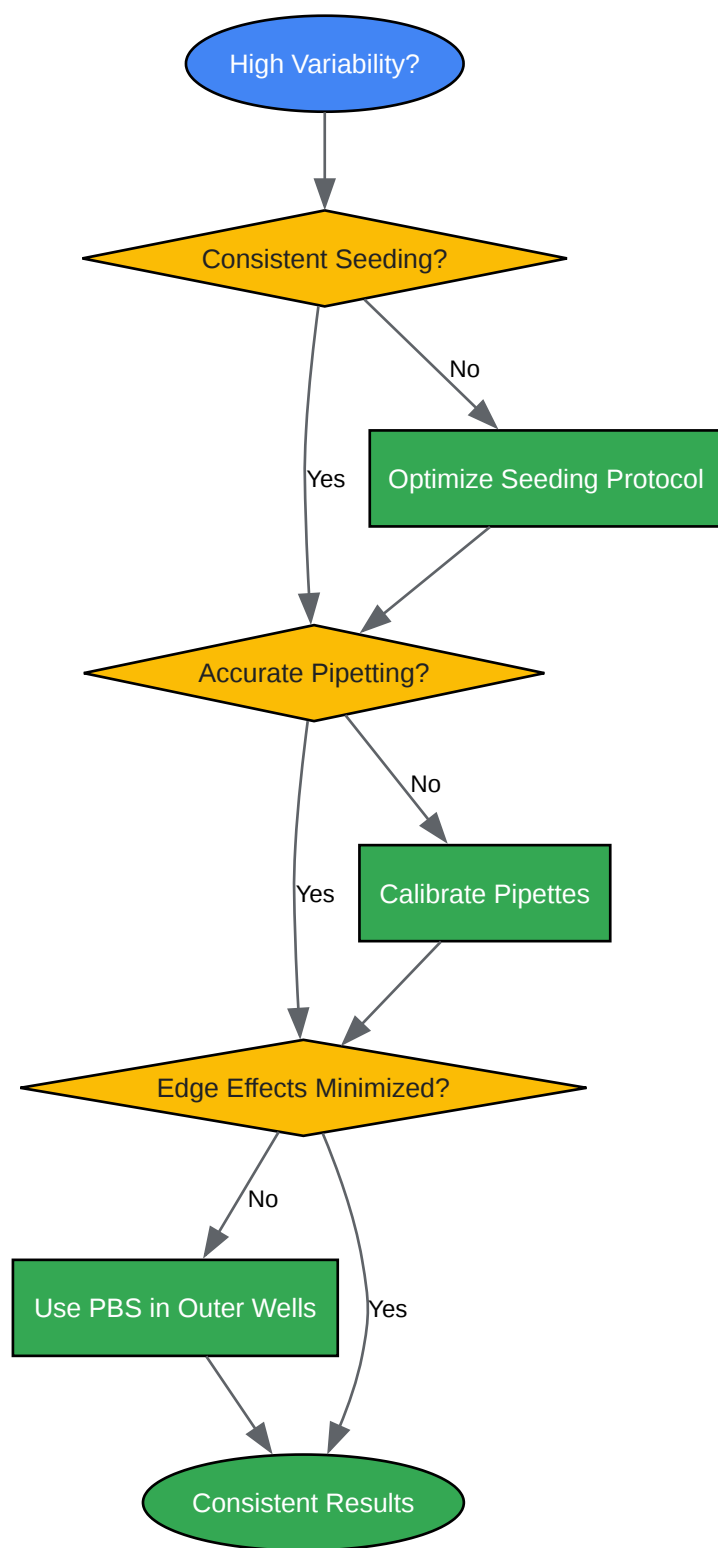 High Variability?
Consistent Seeding?
No
Yes
Optimize Seeding Protocol
Accurate Pipetting?
No
Yes
Calibrate Pipettes
Edge Effects Minimized?
No
Use PBS in Outer Wells
Yes
Consistent Results